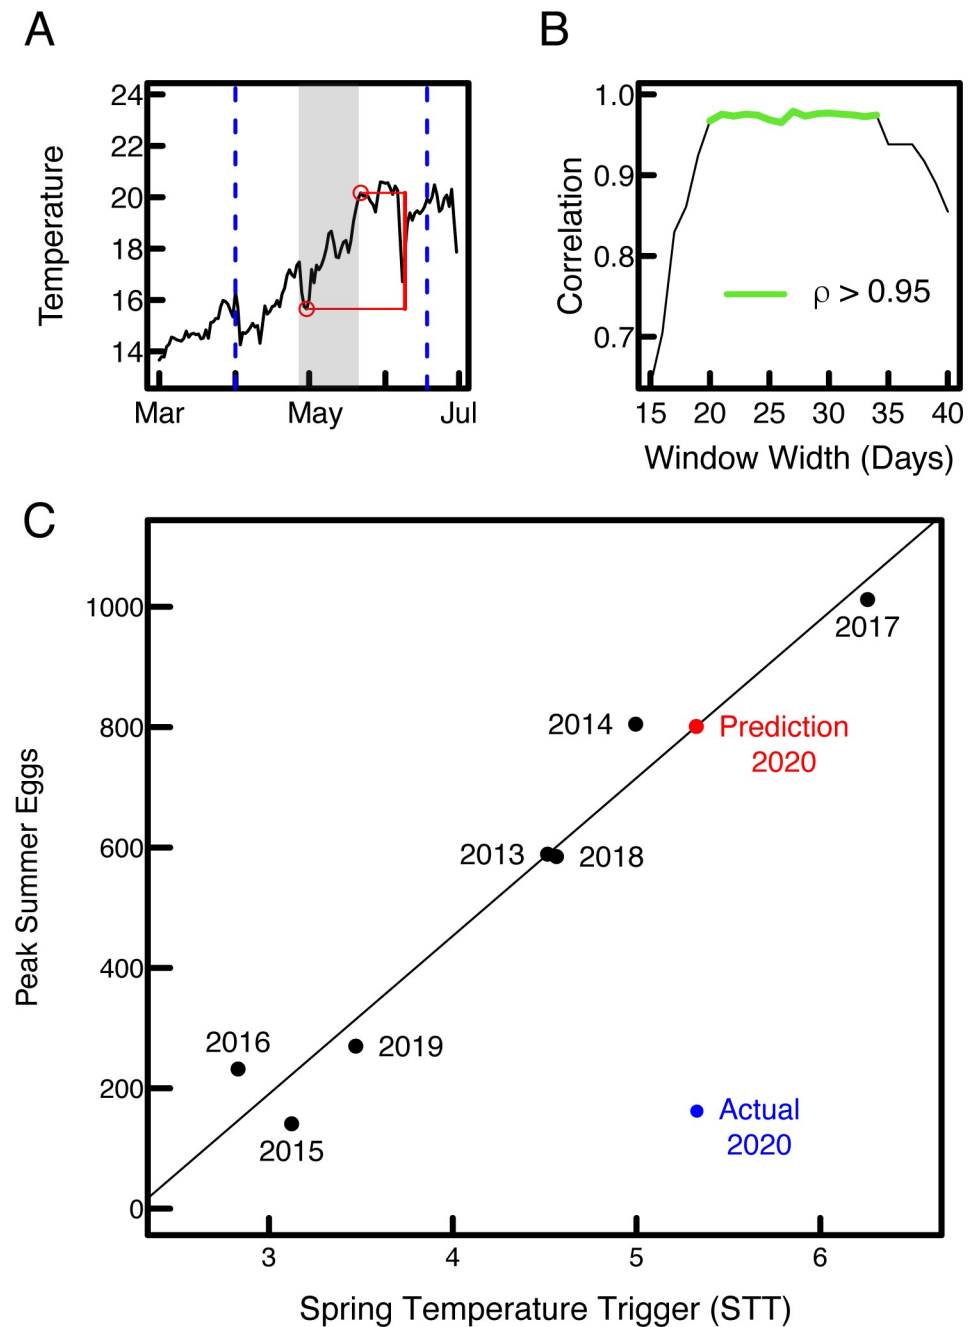 A
Temperature
24
22
20
18
16
14
Mar
May
Jul
B
Correlation
1.0
0.9
0.8
0.7
ρ > 0.95
15
20
25
30
35
40
Window Width (Days)
C
Peak Summer Eggs
1000
800
600
400
200
0
2017
2014
Prediction
2020
2013
2018
2016
2019
2015
Actual
2020
3
4
5
6
Spring Temperature Trigger (STT)